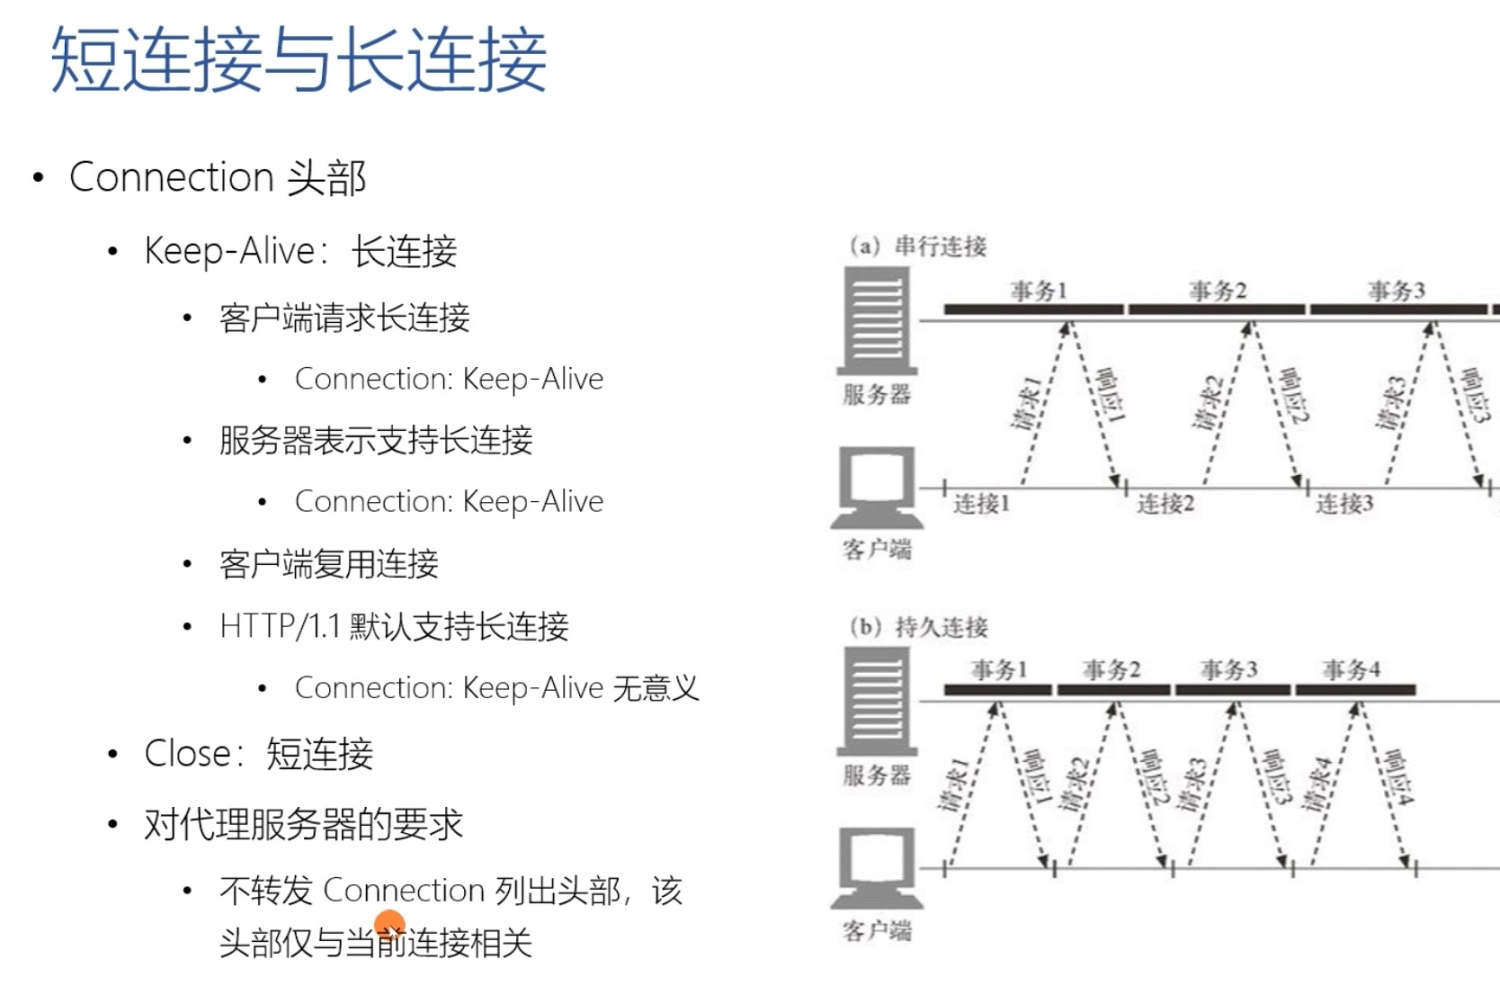 短连接与长连接
• Connection 头部
• Keep-Alive：长连接
• 客户端请求长连接
• Connection: Keep-Alive
• 服务器表示支持长连接
• Connection: Keep-Alive
• 客户端复用连接
• HTTP/1.1 默认支持长连接
• Connection: Keep-Alive 无意义
• Close：短连接
• 对代理服务器的要求
• 不转发 Connection 列出头部，该
头部仅与当前连接相关
（a）串行连接
事务1 事务2 事务3
服务器
请求1 响应1 请求2 响应2 请求3 响应3
连接1 连接2 连接3
客户端
（b）持久连接
事务1 事务2 事务3 事务4
服务器
请求1 响应1 请求2 响应2 请求3 响应3 请求4 响应4
客户端